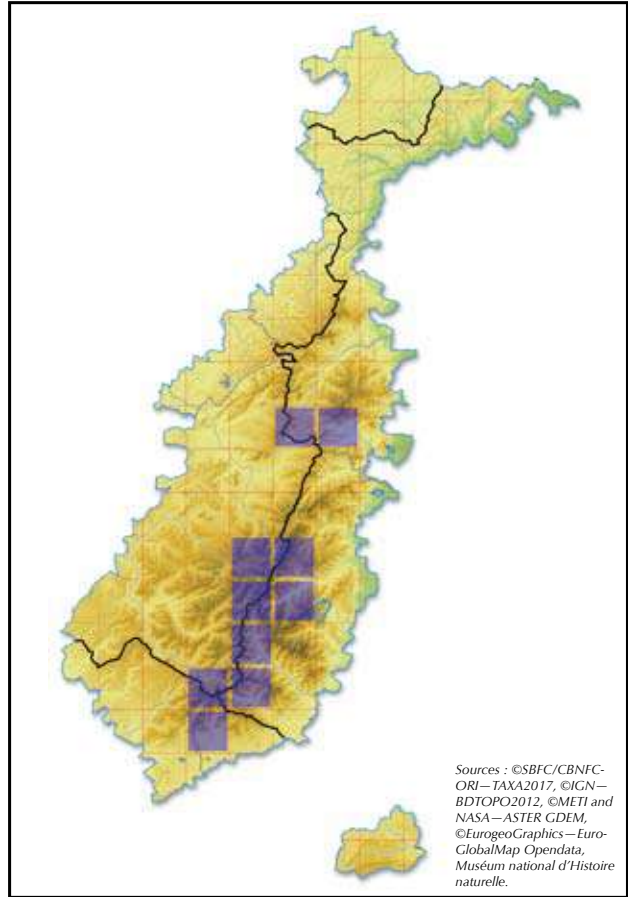 Sources : ©SBFC/CBNFC-
ORI—TAXA2017, ©IGN—
BDTOPO2012, ©METI and
NASA—ASTER GDEM,
©EurogeoGraphics—Euro-
GlobalMap Opendata,
Muséum national d'Histoire
naturelle.